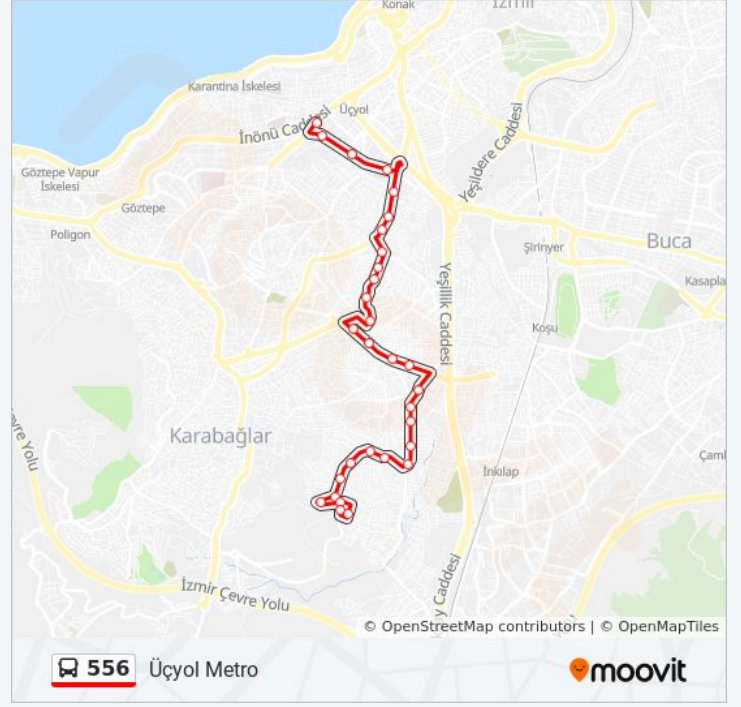 Konak
İzmir
Karantina İskelesi
Üçyol
İnönü Caddesi
Yeşildere Caddesi
Göztepe Vapur
İskelesi
Göztepe
Poligon
Buca
Şirinyer
Kasapla
Yeşillik Caddesi
Koşu
Karabağlar
evre Yolu
Çaml
İnkılap
İzmir Çevre Yolu
y Caddesi
© OpenStreetMap contributors | © OpenMapTiles
556 Üçyol Metro
moovit